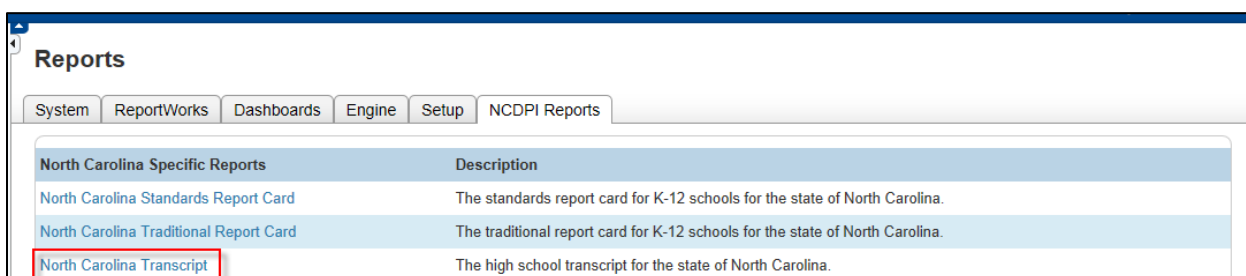 Reports
System ReportWorks Dashboards Engine Setup NCDPI Reports
North Carolina Specific Reports Description
North Carolina Standards Report Card The standards report card for K-12 schools for the state of North Carolina.
North Carolina Traditional Report Card The traditional report card for K-12 schools for the state of North Carolina.
North Carolina Transcript The high school transcript for the state of North Carolina.